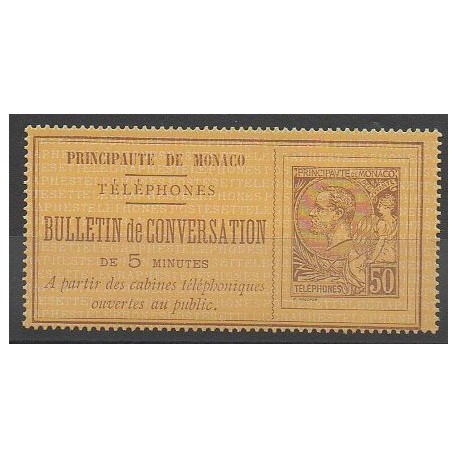 PRINCIPAUTE DE MONACO
TÉLÉPHONES
BULLETIN de CONVERSATION
DE 5 MINUTES
A partir des cabines téléphoniques
ouvertes au public.
PRINCIPAUTÉ DE MONACO
50
TÉLÉPHONES